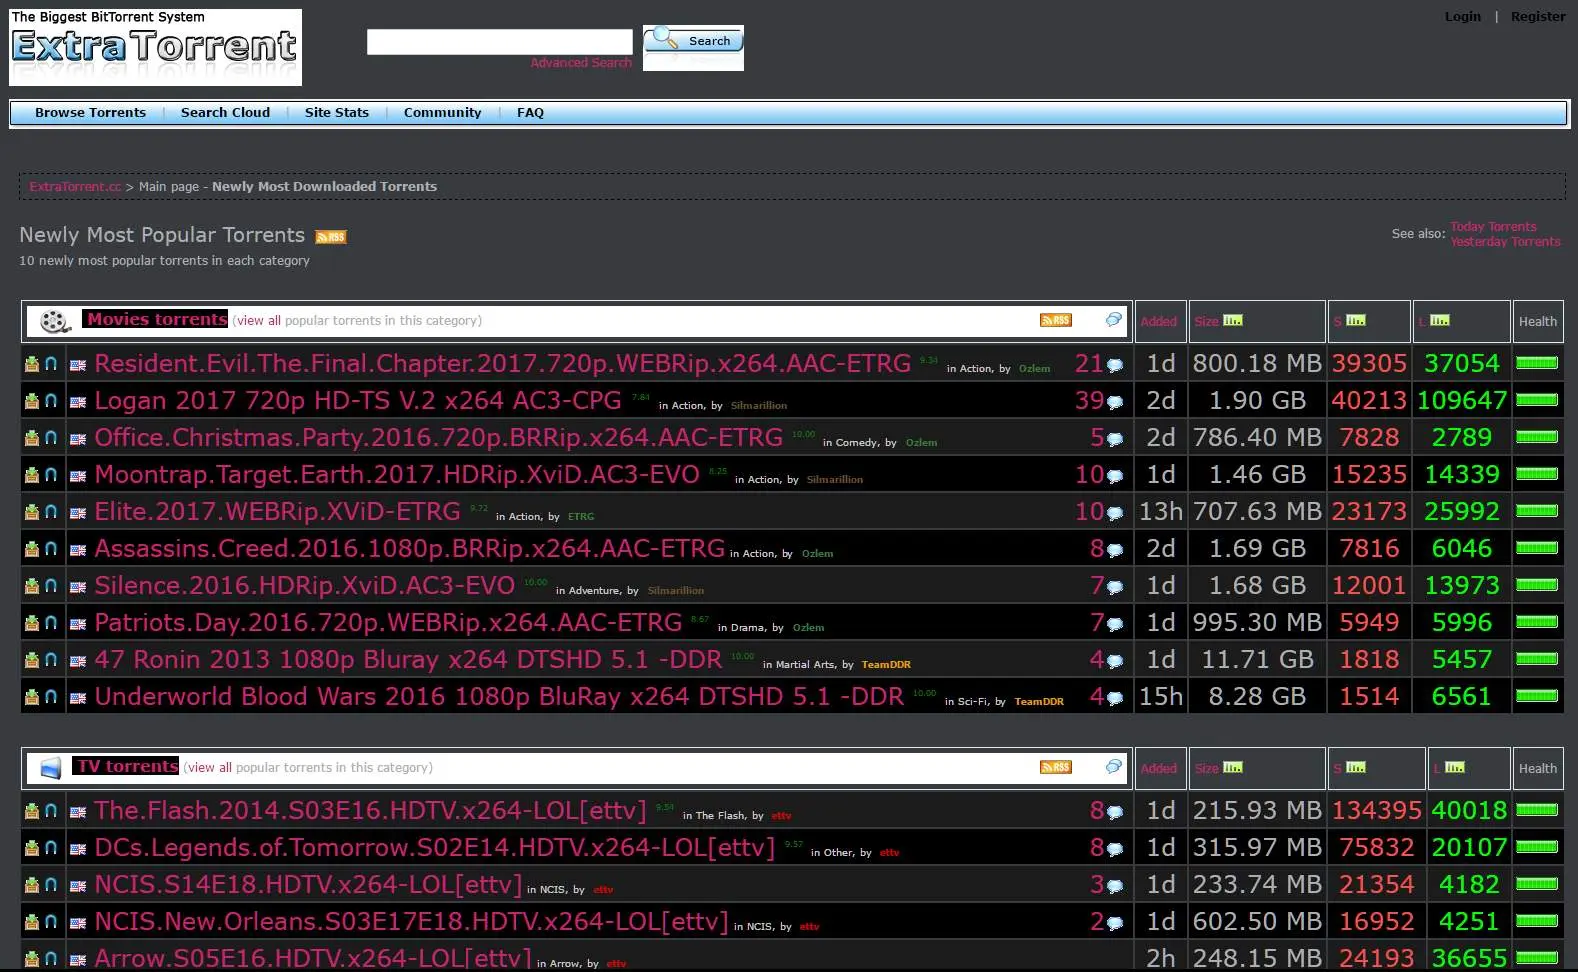 The Biggest BitTorrent System
ExtraTorrent
Search
Advanced Search
Login | Register
Browse Torrents | Search Cloud | Site Stats | Community | FAQ
ExtraTorrent.cc > Main page - Newly Most Downloaded Torrents
Newly Most Popular Torrents RSS
10 newly most popular torrents in each category
See also: Today Torrents
Yesterday Torrents
Movies torrents (view all popular torrents in this category) RSS Added Size S L Health
Resident.Evil.The.Final.Chapter.2017.720p.WEBRip.x264.AAC-ETRG 9.34 in Action, by Ozlem 21 1d 800.18 MB 39305 37054
Logan 2017 720p HD-TS V.2 x264 AC3-CPG 7.84 in Action, by Silmarillion 39 2d 1.90 GB 40213 109647
Office.Christmas.Party.2016.720p.BRRip.x264.AAC-ETRG 10.00 in Comedy, by Ozlem 5 2d 786.40 MB 7828 2789
Moontrap.Target.Earth.2017.HDRip.XviD.AC3-EVO 8.25 in Action, by Silmarillion 10 1d 1.46 GB 15235 14339
Elite.2017.WEBRip.XViD-ETRG 9.72 in Action, by ETRG 10 13h 707.63 MB 23173 25992
Assassins.Creed.2016.1080p.BRRip.x264.AAC-ETRG in Action, by Ozlem 8 2d 1.69 GB 7816 6046
Silence.2016.HDRip.XviD.AC3-EVO 10.00 in Adventure, by Silmarillion 7 1d 1.68 GB 12001 13973
Patriots.Day.2016.720p.WEBRip.x264.AAC-ETRG 8.67 in Drama, by Ozlem 7 1d 995.30 MB 5949 5996
47 Ronin 2013 1080p Bluray x264 DTSHD 5.1 -DDR 10.00 in Martial Arts, by TeamDDR 4 1d 11.71 GB 1818 5457
Underworld Blood Wars 2016 1080p BluRay x264 DTSHD 5.1 -DDR 10.00 in Sci-Fi, by TeamDDR 4 15h 8.28 GB 1514 6561
TV torrents (view all popular torrents in this category) RSS Added Size S L Health
The.Flash.2014.S03E16.HDTV.x264-LOL[ettv] 9.54 in The Flash, by ettv 8 1d 215.93 MB 134395 40018
DCs.Legends.of.Tomorrow.S02E14.HDTV.x264-LOL[ettv] 9.57 in Other, by ettv 8 1d 315.97 MB 75832 20107
NCIS.S14E18.HDTV.x264-LOL[ettv] in NCIS, by ettv 3 1d 233.74 MB 21354 4182
NCIS.New.Orleans.S03E17E18.HDTV.x264-LOL[ettv] in NCIS, by ettv 2 1d 602.50 MB 16952 4251
Arrow.S05E16.HDTV.x264-LOL[ettv] in Arrow, by ettv 2h 248.15 MB 24193 36655